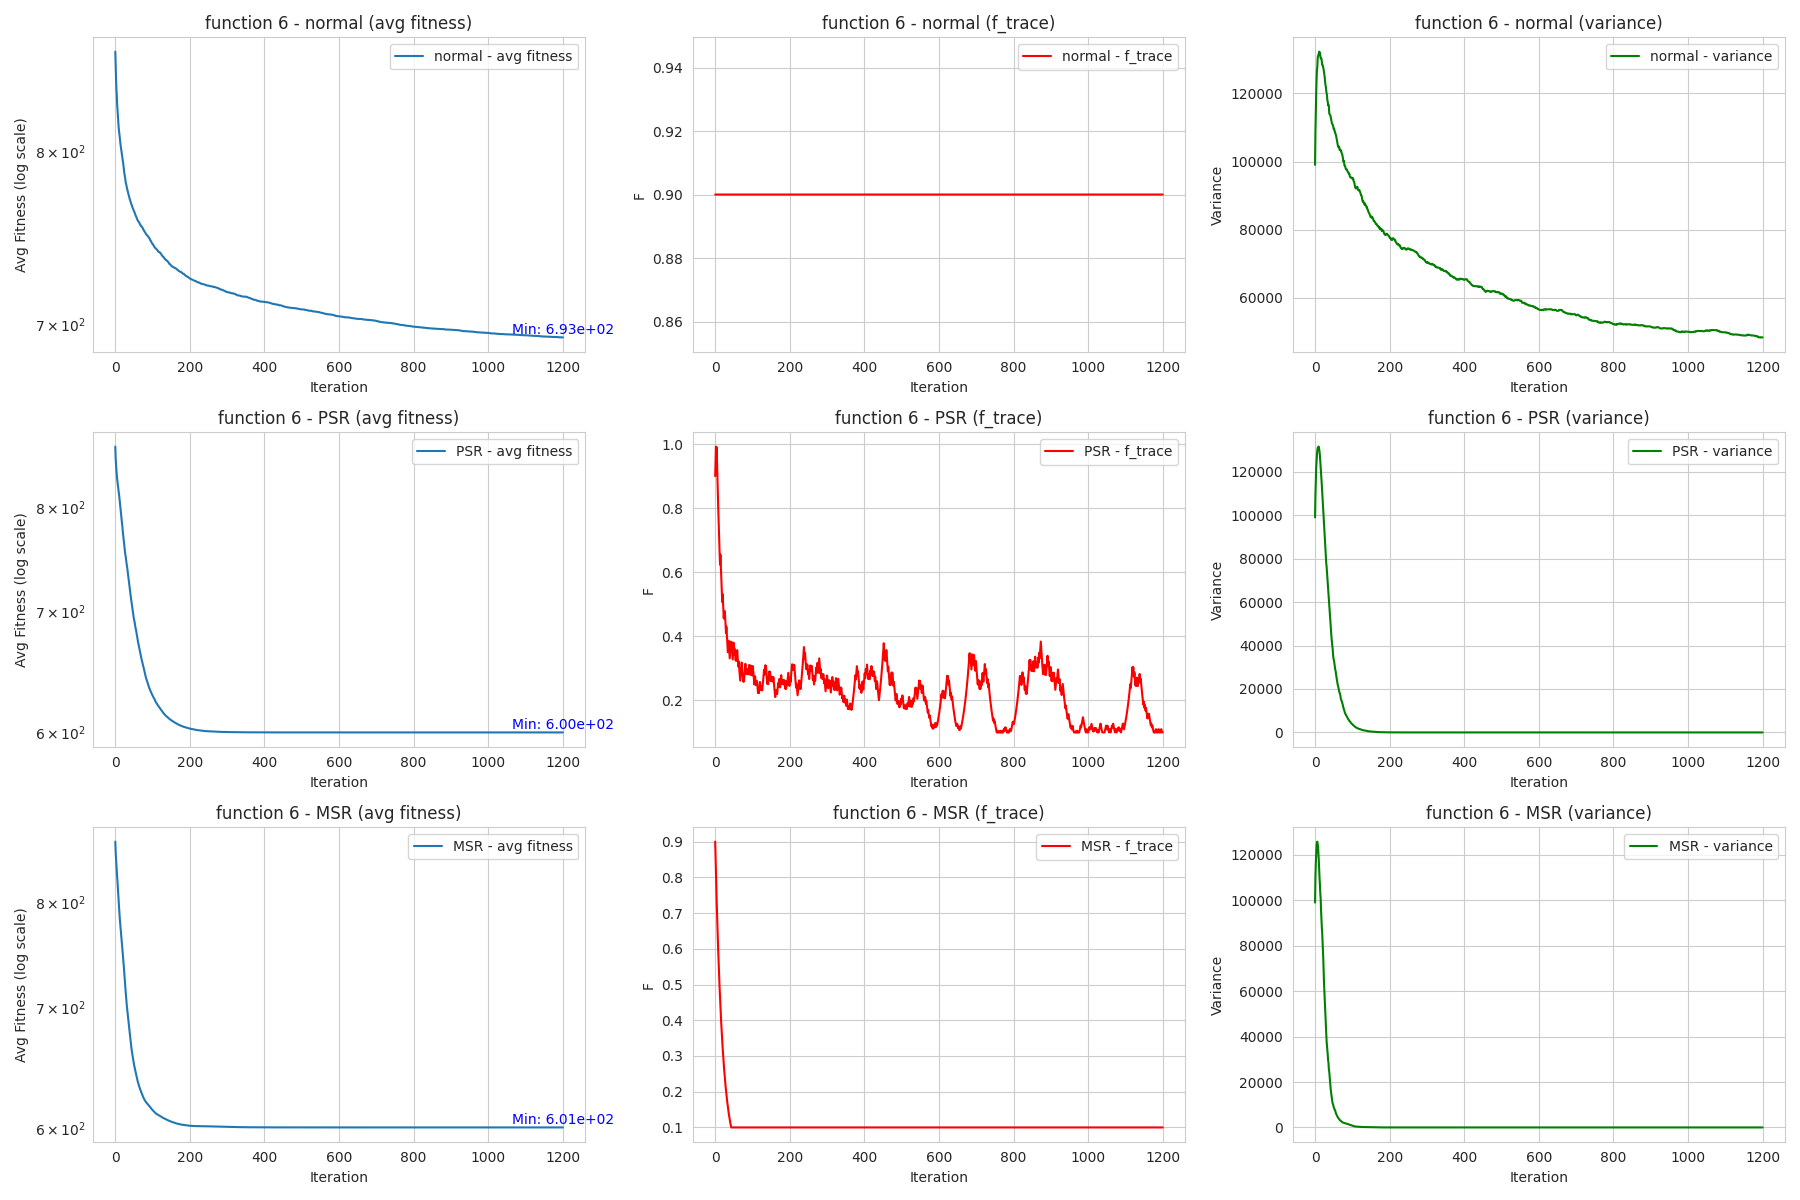 function 6 - normal (avg fitness)
normal - avg fitness
Avg Fitness (log scale)
8 × 10²
7 × 10²
Min: 6.93e+02
0 200 400 600 800 1000 1200
Iteration
function 6 - normal (f_trace)
normal - f_trace
F
0.94
0.92
0.90
0.88
0.86
0 200 400 600 800 1000 1200
Iteration
function 6 - normal (variance)
normal - variance
Variance
120000
100000
80000
60000
0 200 400 600 800 1000 1200
Iteration
function 6 - PSR (avg fitness)
PSR - avg fitness
Avg Fitness (log scale)
8 × 10²
7 × 10²
6 × 10²
Min: 6.00e+02
0 200 400 600 800 1000 1200
Iteration
function 6 - PSR (f_trace)
PSR - f_trace
F
1.0
0.8
0.6
0.4
0.2
0 200 400 600 800 1000 1200
Iteration
function 6 - PSR (variance)
PSR - variance
Variance
120000
100000
80000
60000
40000
20000
0
0 200 400 600 800 1000 1200
Iteration
function 6 - MSR (avg fitness)
MSR - avg fitness
Avg Fitness (log scale)
8 × 10²
7 × 10²
6 × 10²
Min: 6.01e+02
0 200 400 600 800 1000 1200
Iteration
function 6 - MSR (f_trace)
MSR - f_trace
F
0.9
0.8
0.7
0.6
0.5
0.4
0.3
0.2
0.1
0 200 400 600 800 1000 1200
Iteration
function 6 - MSR (variance)
MSR - variance
Variance
120000
100000
80000
60000
40000
20000
0
0 200 400 600 800 1000 1200
Iteration